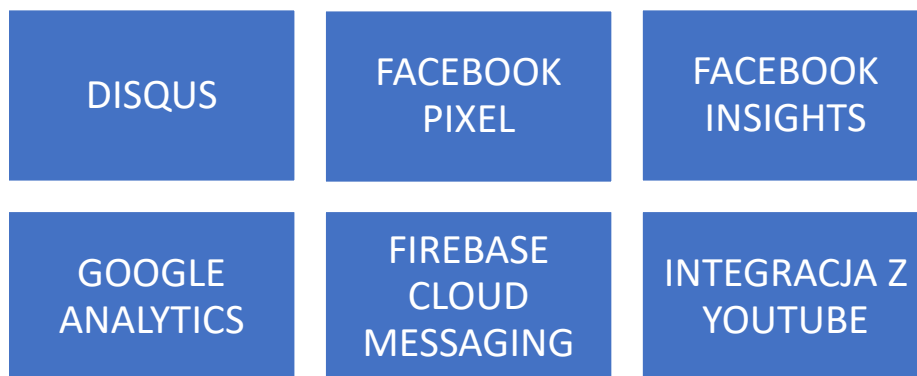 DISQUS
FACEBOOK
PIXEL
FACEBOOK
INSIGHTS
GOOGLE
ANALYTICS
FIREBASE
CLOUD
MESSAGING
INTEGRACJA Z
YOUTUBE